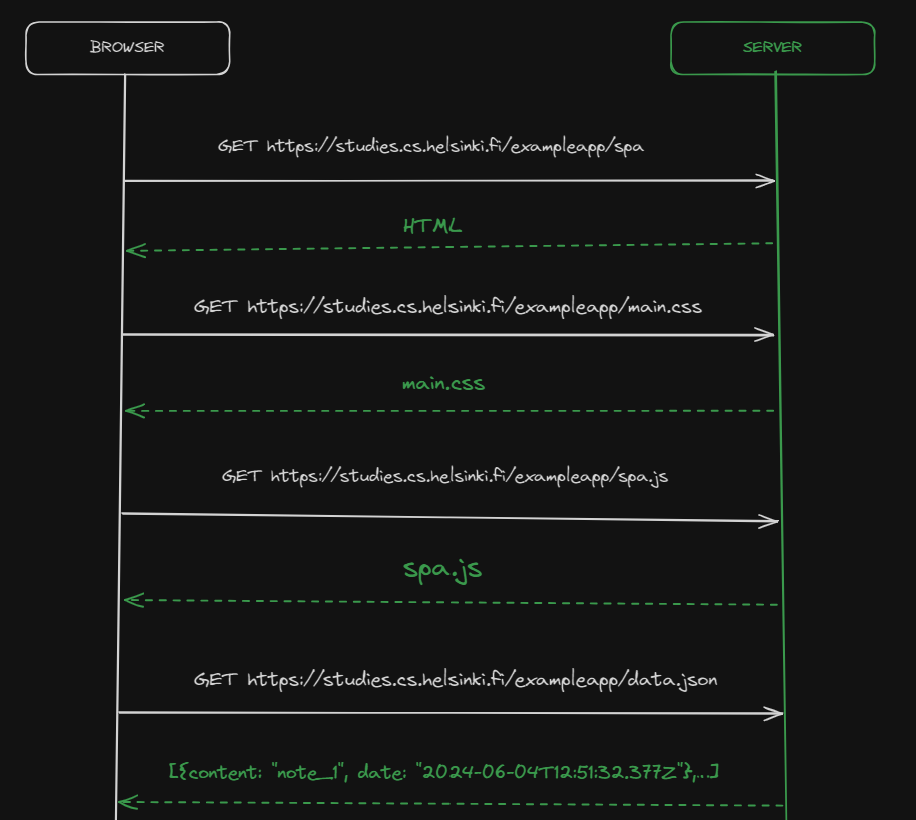 BROWSER
SERVER
GET https://studies.cs.helsinki.fi/exampleapp/spa
HTML
GET https://studies.cs.helsinki.fi/exampleapp/main.css
main.css
GET https://studies.cs.helsinki.fi/exampleapp/spa.js
spa.js
GET https://studies.cs.helsinki.fi/exampleapp/data.json
[{content: "note_1", date: "2024-06-04T12:51:32.377Z"},...]